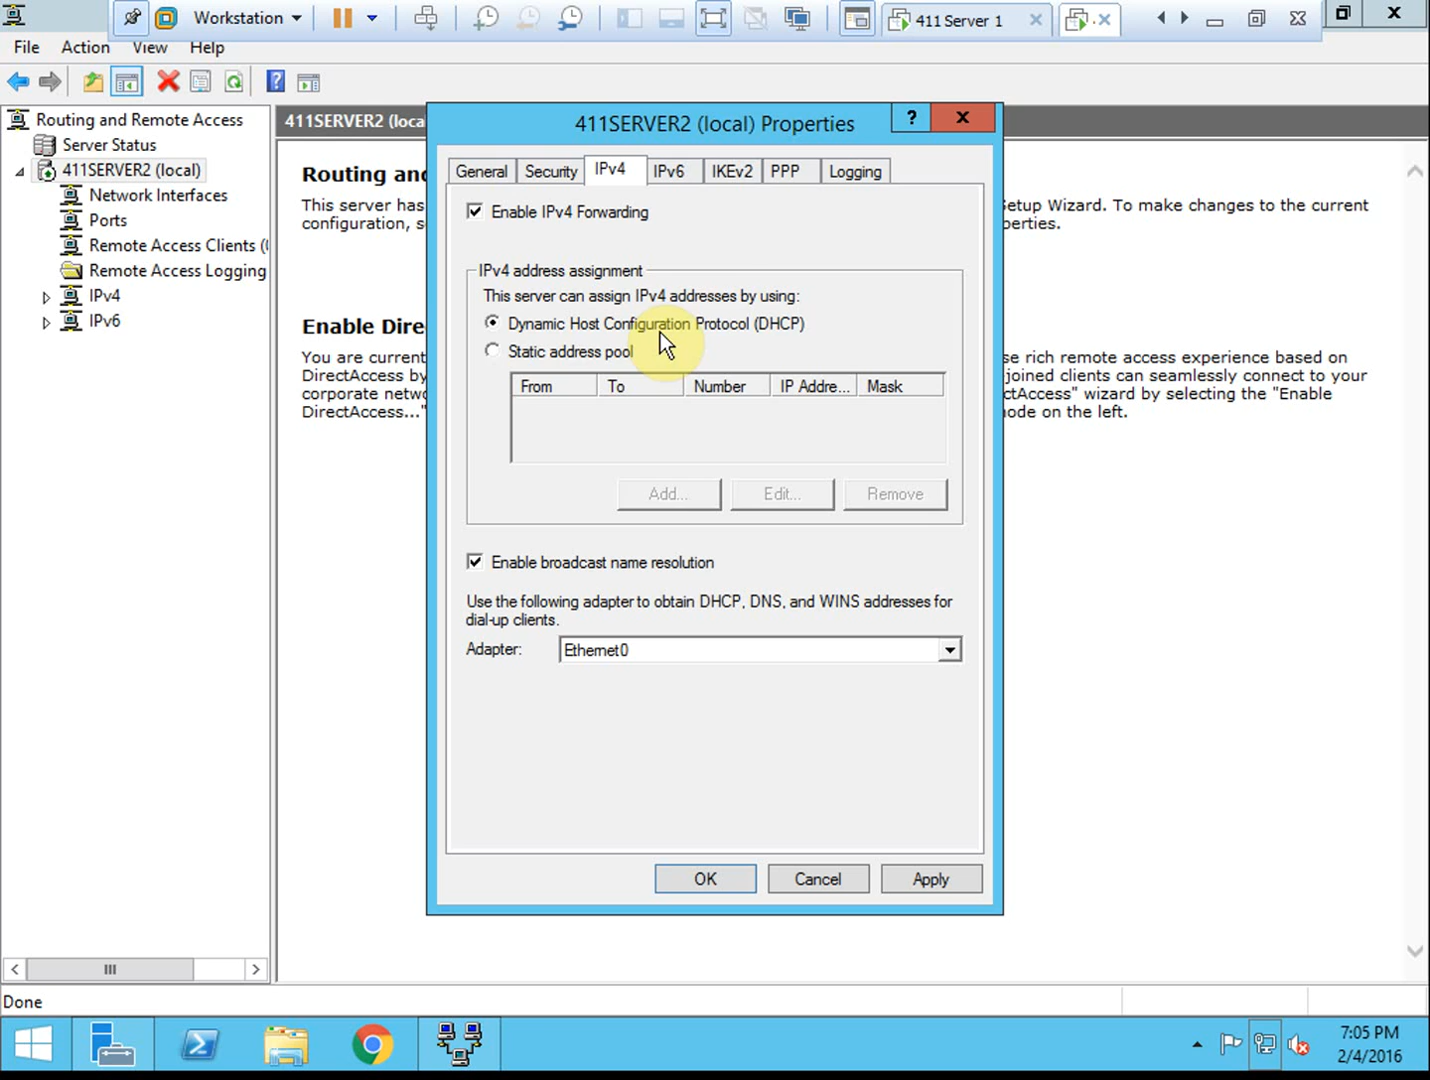 Workstation
411 Server 1
File Action View Help
Routing and Remote Access
Server Status
411SERVER2 (local)
Network Interfaces
Ports
Remote Access Clients (
Remote Access Logging
IPv4
IPv6
411SERVER2 (loca
Routing and
This server has
Setup Wizard. To make changes to the current
configuration, s
perties.
Enable Dire
You are current
se rich remote access experience based on
DirectAccess by
joined clients can seamlessly connect to your
corporate netwo
ctAccess" wizard by selecting the "Enable
DirectAccess..."
node on the left.
411SERVER2 (local) Properties
General Security IPv4 IPv6 IKEv2 PPP Logging
Enable IPv4 Forwarding
IPv4 address assignment
This server can assign IPv4 addresses by using:
Dynamic Host Configuration Protocol (DHCP)
Static address pool
From To Number IP Addre... Mask
Add... Edit... Remove
Enable broadcast name resolution
Use the following adapter to obtain DHCP, DNS, and WINS addresses for
dial-up clients.
Adapter: Ethernet0
OK Cancel Apply
Done
7:05 PM
2/4/2016